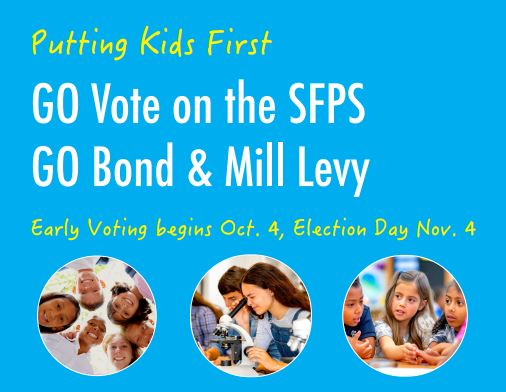 Putting Kids First
GO Vote on the SFPS
GO Bond & Mill Levy
Early Voting begins Oct. 4, Election Day Nov. 4